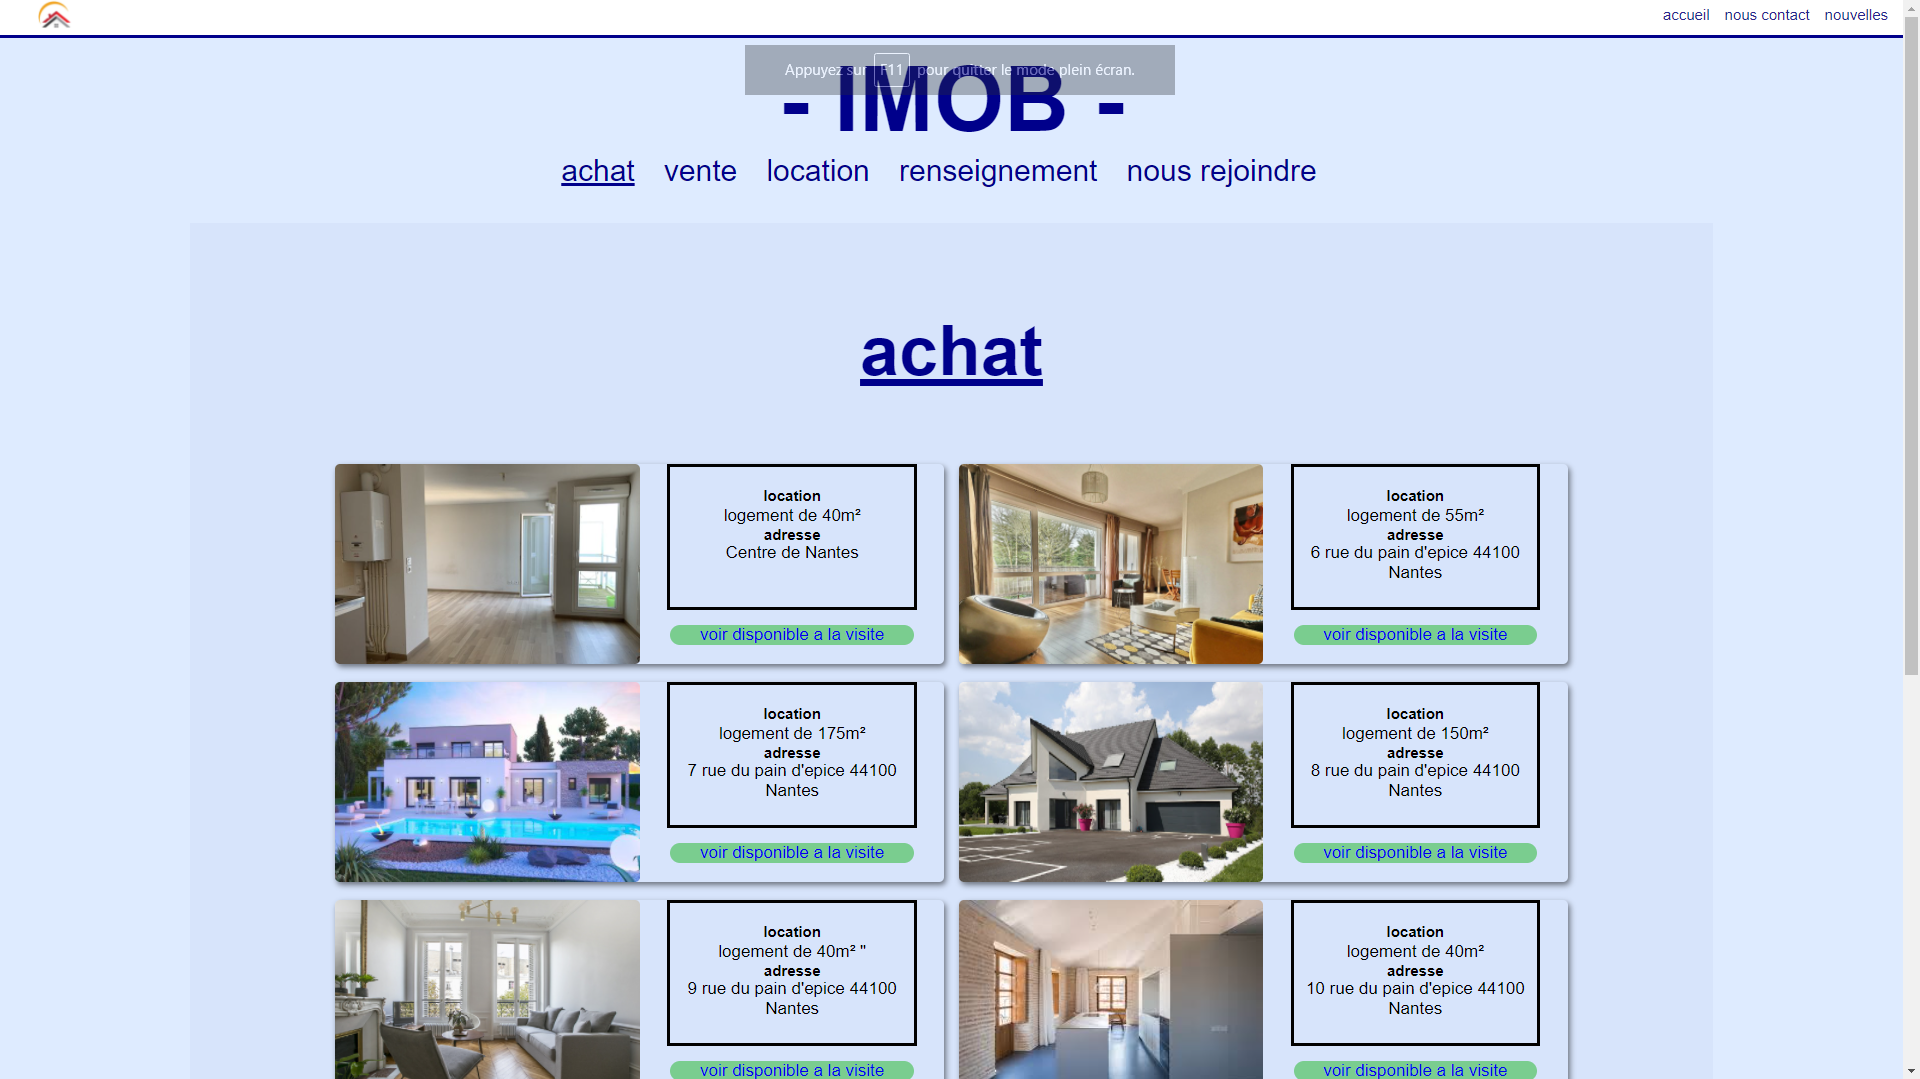 accueil nous contact nouvelles
Appuyez sur F11 pour quitter le mode plein écran.
- IMOB -
achat vente location renseignement nous rejoindre
achat
location
logement de 40m²
adresse
Centre de Nantes
voir disponible a la visite
location
logement de 55m²
adresse
6 rue du pain d'epice 44100
Nantes
voir disponible a la visite
location
logement de 175m²
adresse
7 rue du pain d'epice 44100
Nantes
voir disponible a la visite
location
logement de 150m²
adresse
8 rue du pain d'epice 44100
Nantes
voir disponible a la visite
location
logement de 40m² "
adresse
9 rue du pain d'epice 44100
Nantes
voir disponible a la visite
location
logement de 40m²
adresse
10 rue du pain d'epice 44100
Nantes
voir disponible a la visite